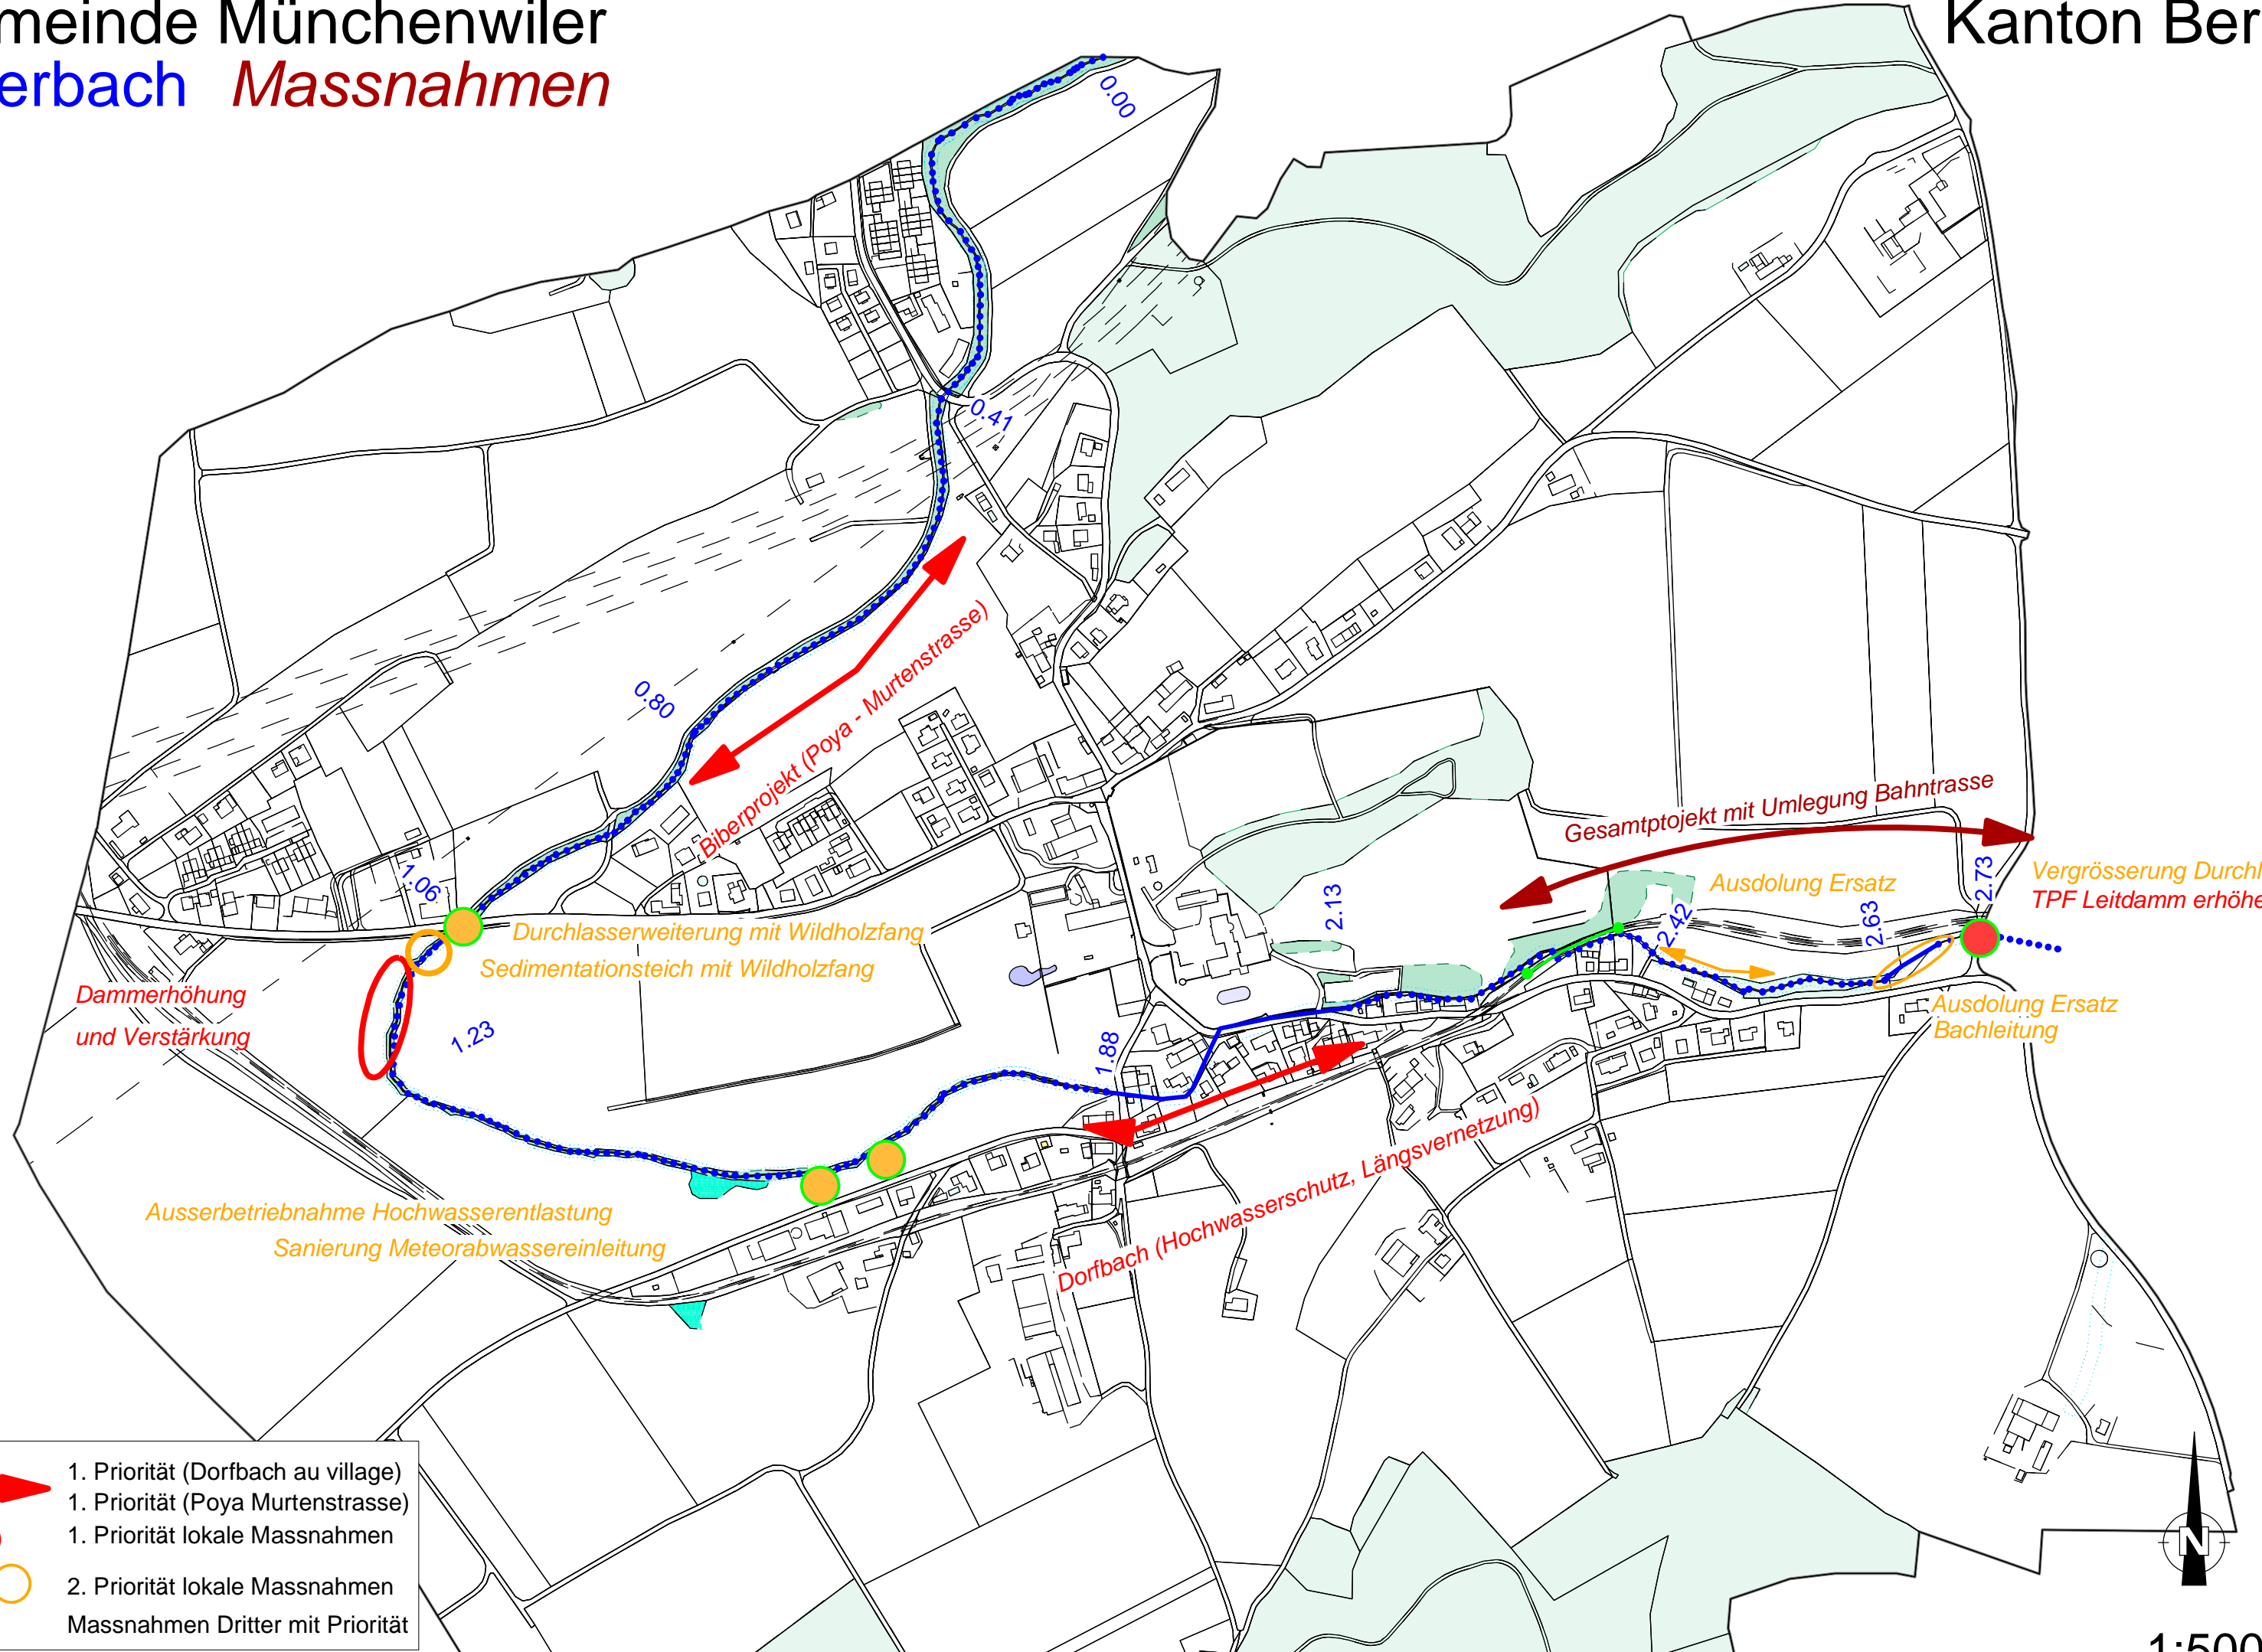 meinde Münchenwiler
Kanton Ber
erbach Massnahmen
0.00
0.41
0.80
Biberprojekt (Poya - Murtenstrasse)
Gesamtptojekt mit Umlegung Bahntrasse
1.06
2.13
2.42
2.63
2.73
Ausdolung Ersatz
Vergrösserung Durchl
TPF Leitdamm erhöhe
Durchlasserweiterung mit Wildholzfang
Sedimentationsteich mit Wildholzfang
Dammerhöhung
und Verstärkung
1.23
1.88
Ausdolung Ersatz
Bachleitung
Dorfbach (Hochwasserschutz, Längsvernetzung)
Ausserbetriebnahme Hochwasserentlastung
Sanierung Meteorabwassereinleitung
1. Priorität (Dorfbach au village)
1. Priorität (Poya Murtenstrasse)
1. Priorität lokale Massnahmen
2. Priorität lokale Massnahmen
Massnahmen Dritter mit Priorität
N
1:500